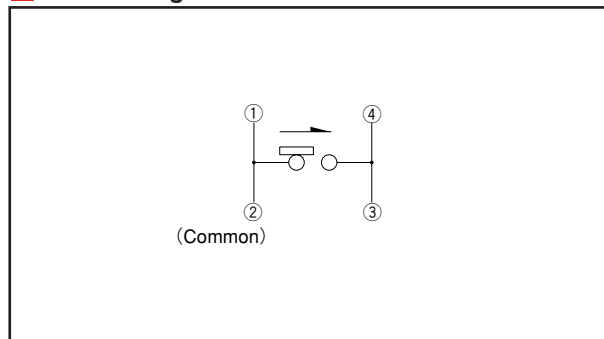 ① ④
② ③
(Common)